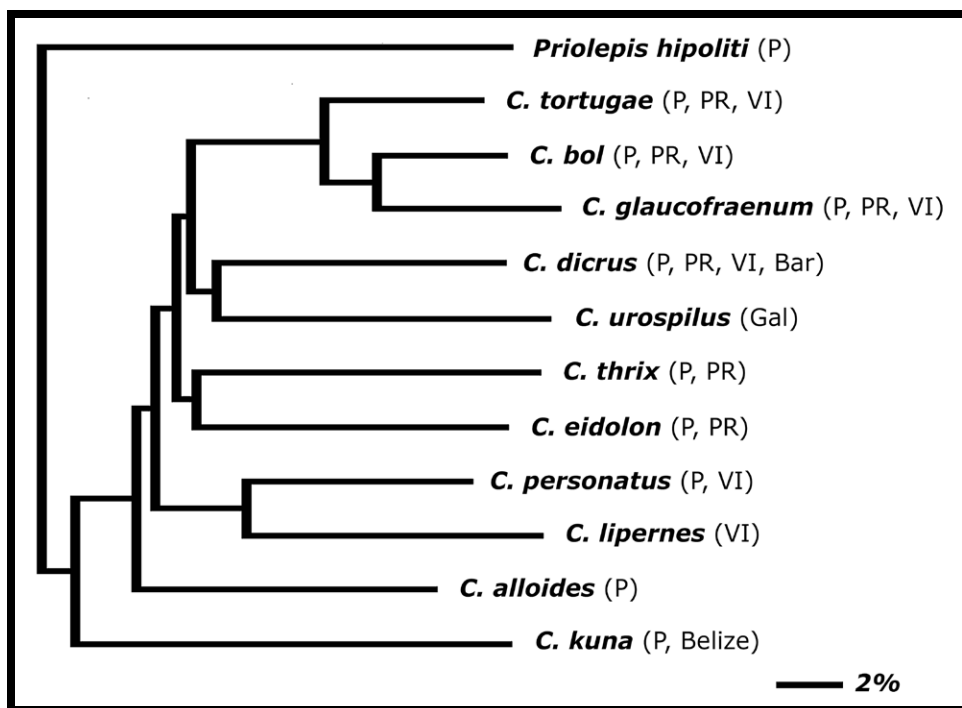 Priolepis hipoliti (P)
C. tortugae (P, PR, VI)
C. bol (P, PR, VI)
C. glaucofraenum (P, PR, VI)
C. dicrus (P, PR, VI, Bar)
C. urospilus (Gal)
C. thrix (P, PR)
C. eidolon (P, PR)
C. personatus (P, VI)
C. lipernes (VI)
C. alloides (P)
C. kuna (P, Belize)
2%